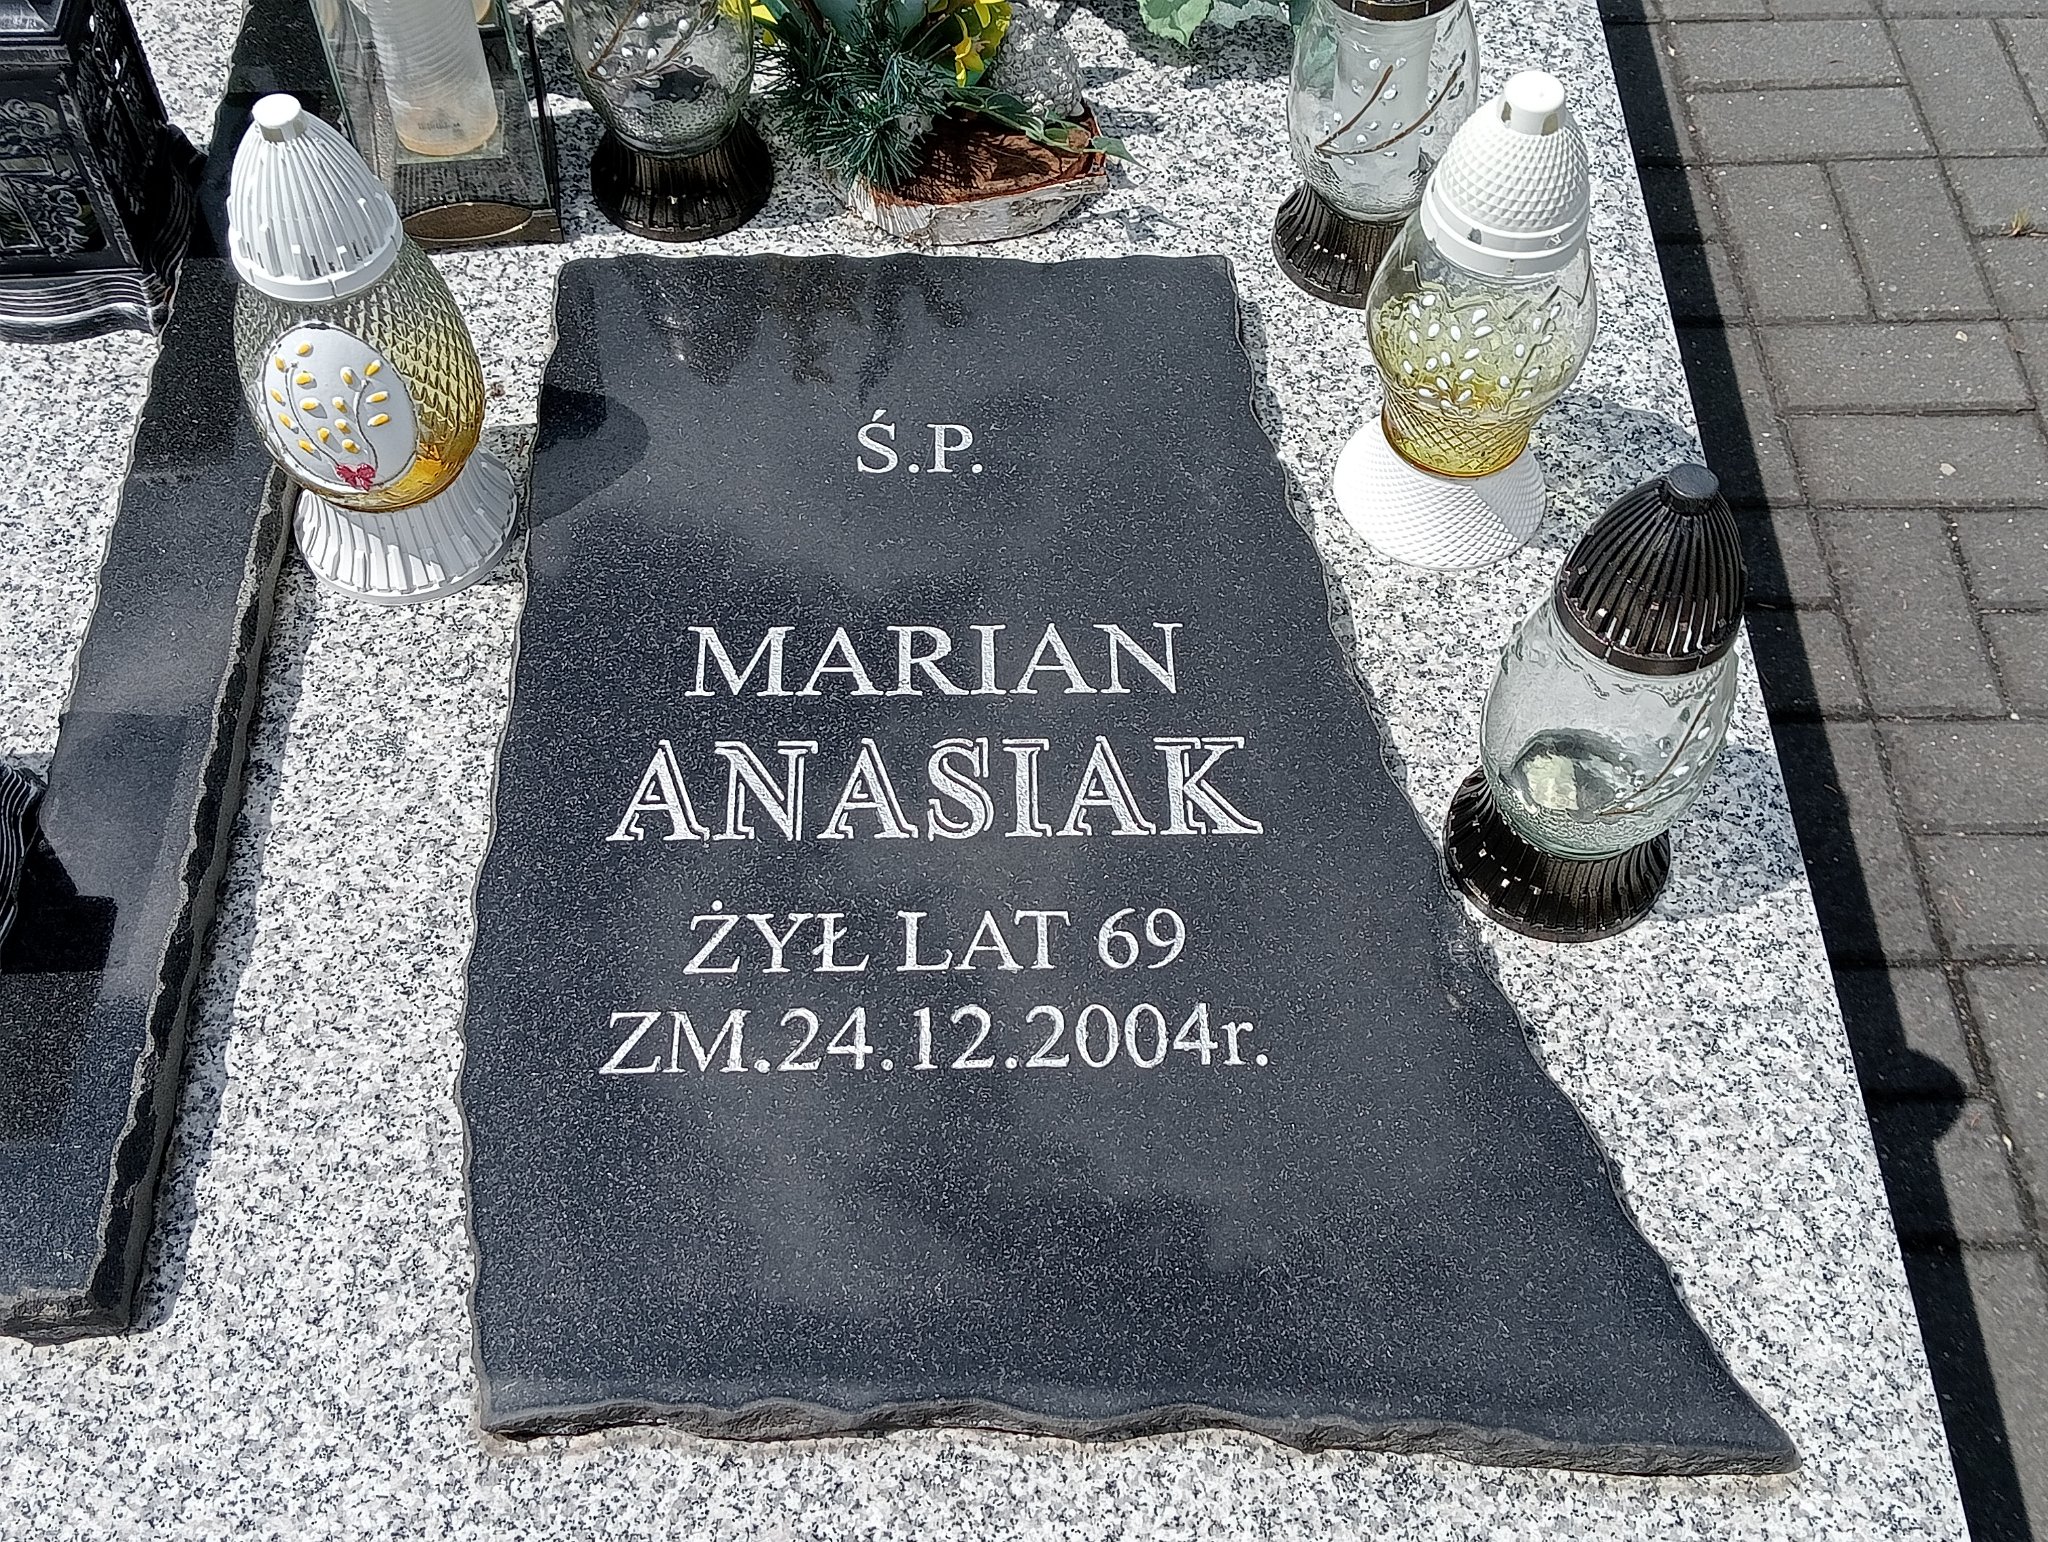 Ś.P.
MARIAN
ANASIAK
ŻYŁ LAT 69
ZM.24.12.2004r.